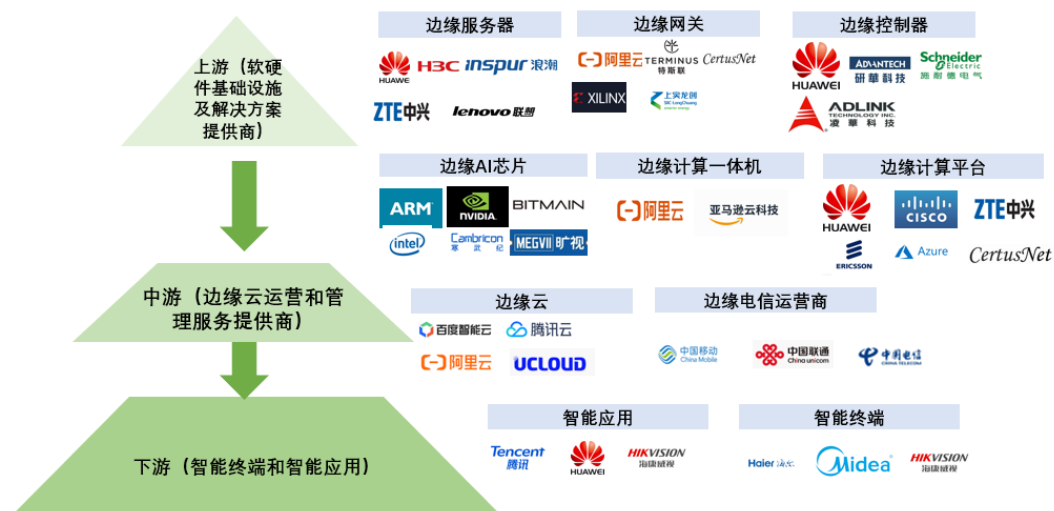 上游（软硬
件基础设施
及解决方案
提供商）
边缘服务器
HUAWE
H3C
inspur 浪潮
ZTE中兴
lenovo 联想
边缘网关
阿里云
TERMINUS
特斯联
CertusNet
XILINX
上实龙创
SIIC LongChuang
边缘控制器
HUAWEI
ADVANTECH
研華科技
Schneider
Electric
施耐德电气
ADLINK
TECHNOLOGY INC.
凌華科技
边缘AI芯片
ARM
NVIDIA
BITMAIN
intel
Cambricon
寒武纪
MEGVII 旷视
边缘计算一体机
阿里云
亚马逊云科技
边缘计算平台
HUAWEI
CISCO
ZTE中兴
ERICSSON
Azure
CertusNet
中游（边缘云运营和管
理服务提供商）
边缘云
百度智能云
腾讯云
阿里云
UCLOUD
边缘电信运营商
中国移动
China Mobile
中国联通
China unicom
中国电信
CHINA TELECOM
下游（智能终端和智能应用）
智能应用
Tencent
腾讯
HUAWEI
HIKVISION
海康威视
智能终端
Haier 海尔
Midea
HIKVISION
海康威视